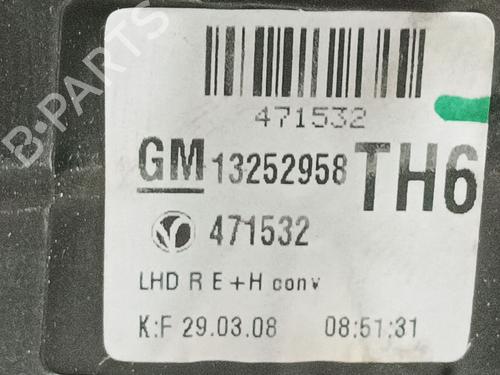 B-PARTS
471532
GM 13252958 TH6
471532
LHD R E+H conv
K:F 29.03.08 08:51:31